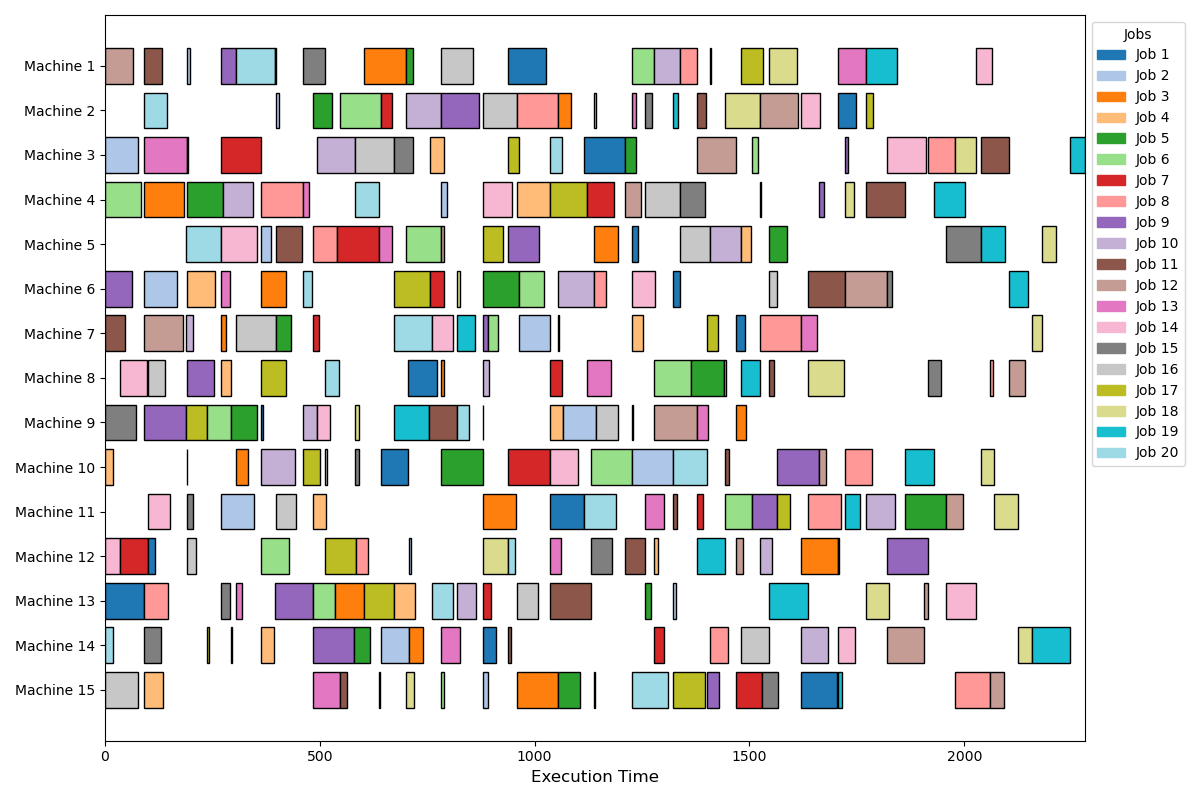 Machine 1
Machine 2
Machine 3
Machine 4
Machine 5
Machine 6
Machine 7
Machine 8
Machine 9
Machine 10
Machine 11
Machine 12
Machine 13
Machine 14
Machine 15
0
500
1000
1500
2000
Execution Time
Jobs
Job 1
Job 2
Job 3
Job 4
Job 5
Job 6
Job 7
Job 8
Job 9
Job 10
Job 11
Job 12
Job 13
Job 14
Job 15
Job 16
Job 17
Job 18
Job 19
Job 20